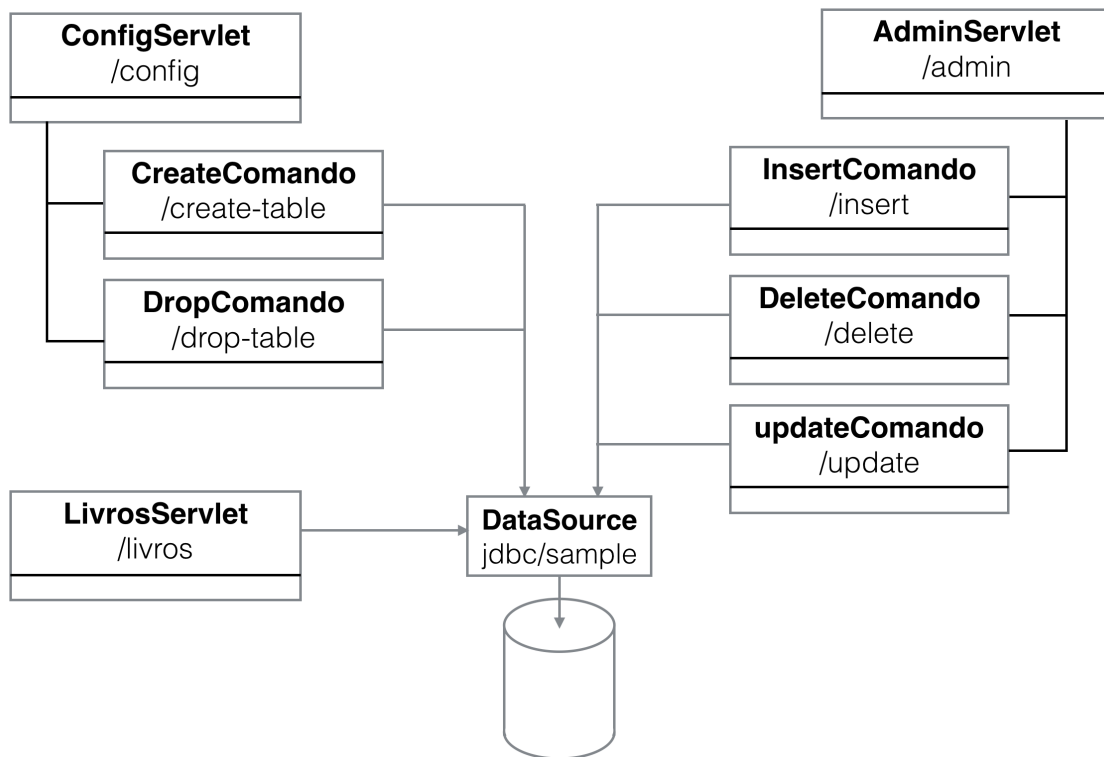 ConfigServlet
/config
AdminServlet
/admin
CreateComando
/create-table
InsertComando
/insert
DropComando
/drop-table
DeleteComando
/delete
updateComando
/update
LivrosServlet
/livros
DataSource
jdbc/sample